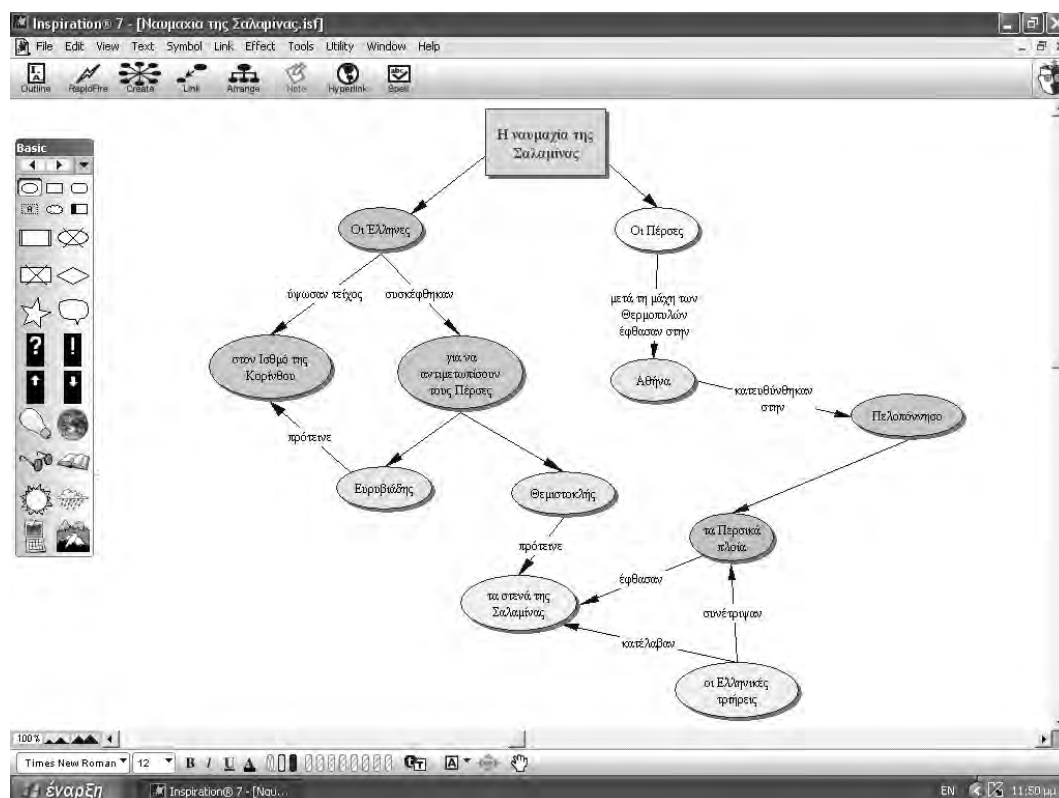 Inspiration® 7 - [Ναυμαχία της Σαλαμίνας.isf]
File Edit View Text Symbol Link Effect Tools Utility Window Help
Outline RapidFire Create Link Arrange Note Hyperlink Spell
Basic
Η ναυμαχία της
Σαλαμίνας
Οι Έλληνες
Οι Πέρσες
ύψωσαν τείχος
συσκέφθηκαν
μετά τη μάχη των
Θερμοπυλών
έφθασαν στην
στον Ισθμό της
Κορίνθου
για να
αντιμετωπίσουν
τους Πέρσες
Αθήνα
κατευθύνθηκαν
στην
Πελοπόννησο
πρότεινε
Ευρυβιάδης
Θεμιστοκλής
πρότεινε
τα Περσικά
πλοία
έφθασαν
τα στενά της
Σαλαμίνας
συνέτριψαν
κατέλαβαν
οι Ελληνικές
τριήρεις
100%
Times New Roman 12 B I U A
έναρξη Inspiration® 7 - [Ναυ... EN 11:50 μμ